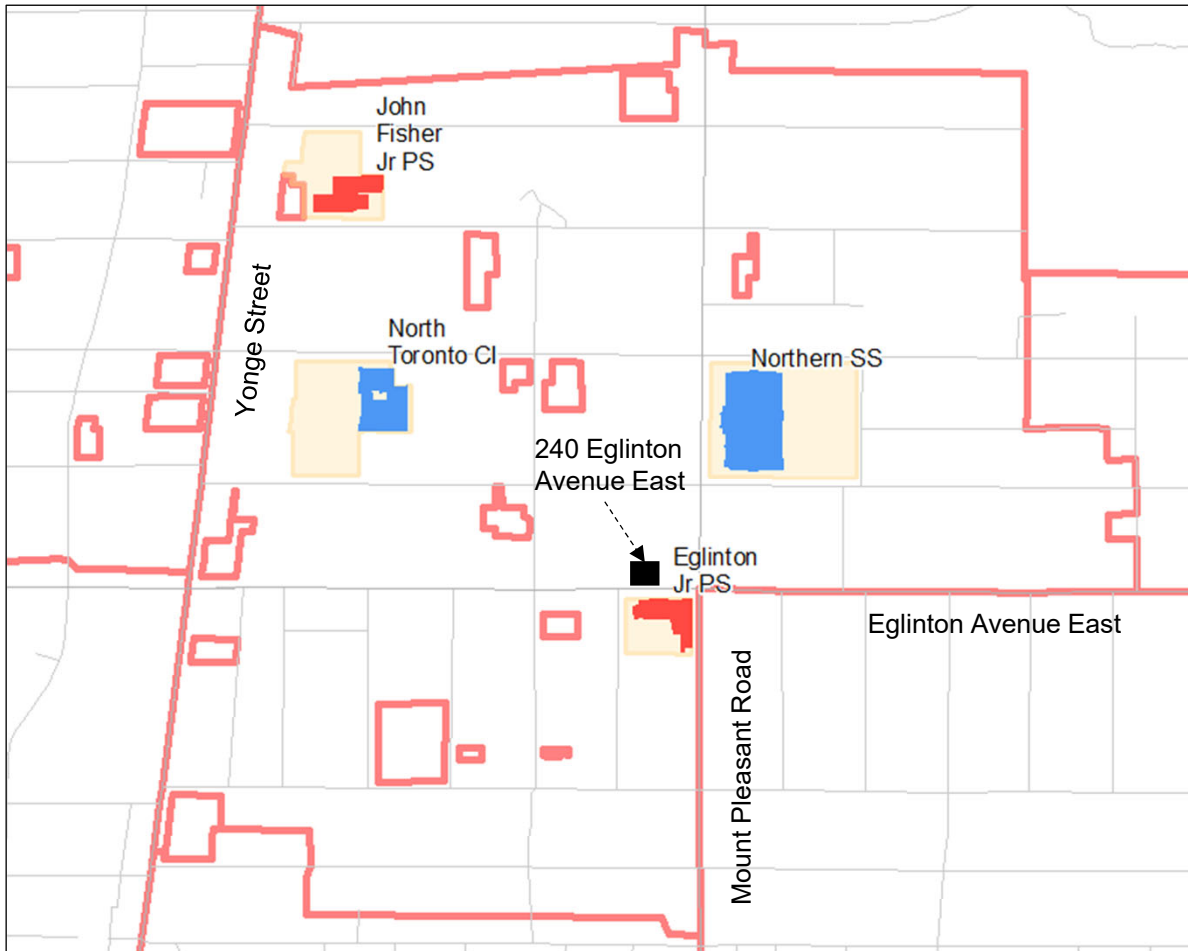 John
Fisher
Jr PS
Yonge Street
North
Toronto CI
Northern SS
240 Eglinton
Avenue East
Eglinton
Jr PS
Eglinton Avenue East
Mount Pleasant Road